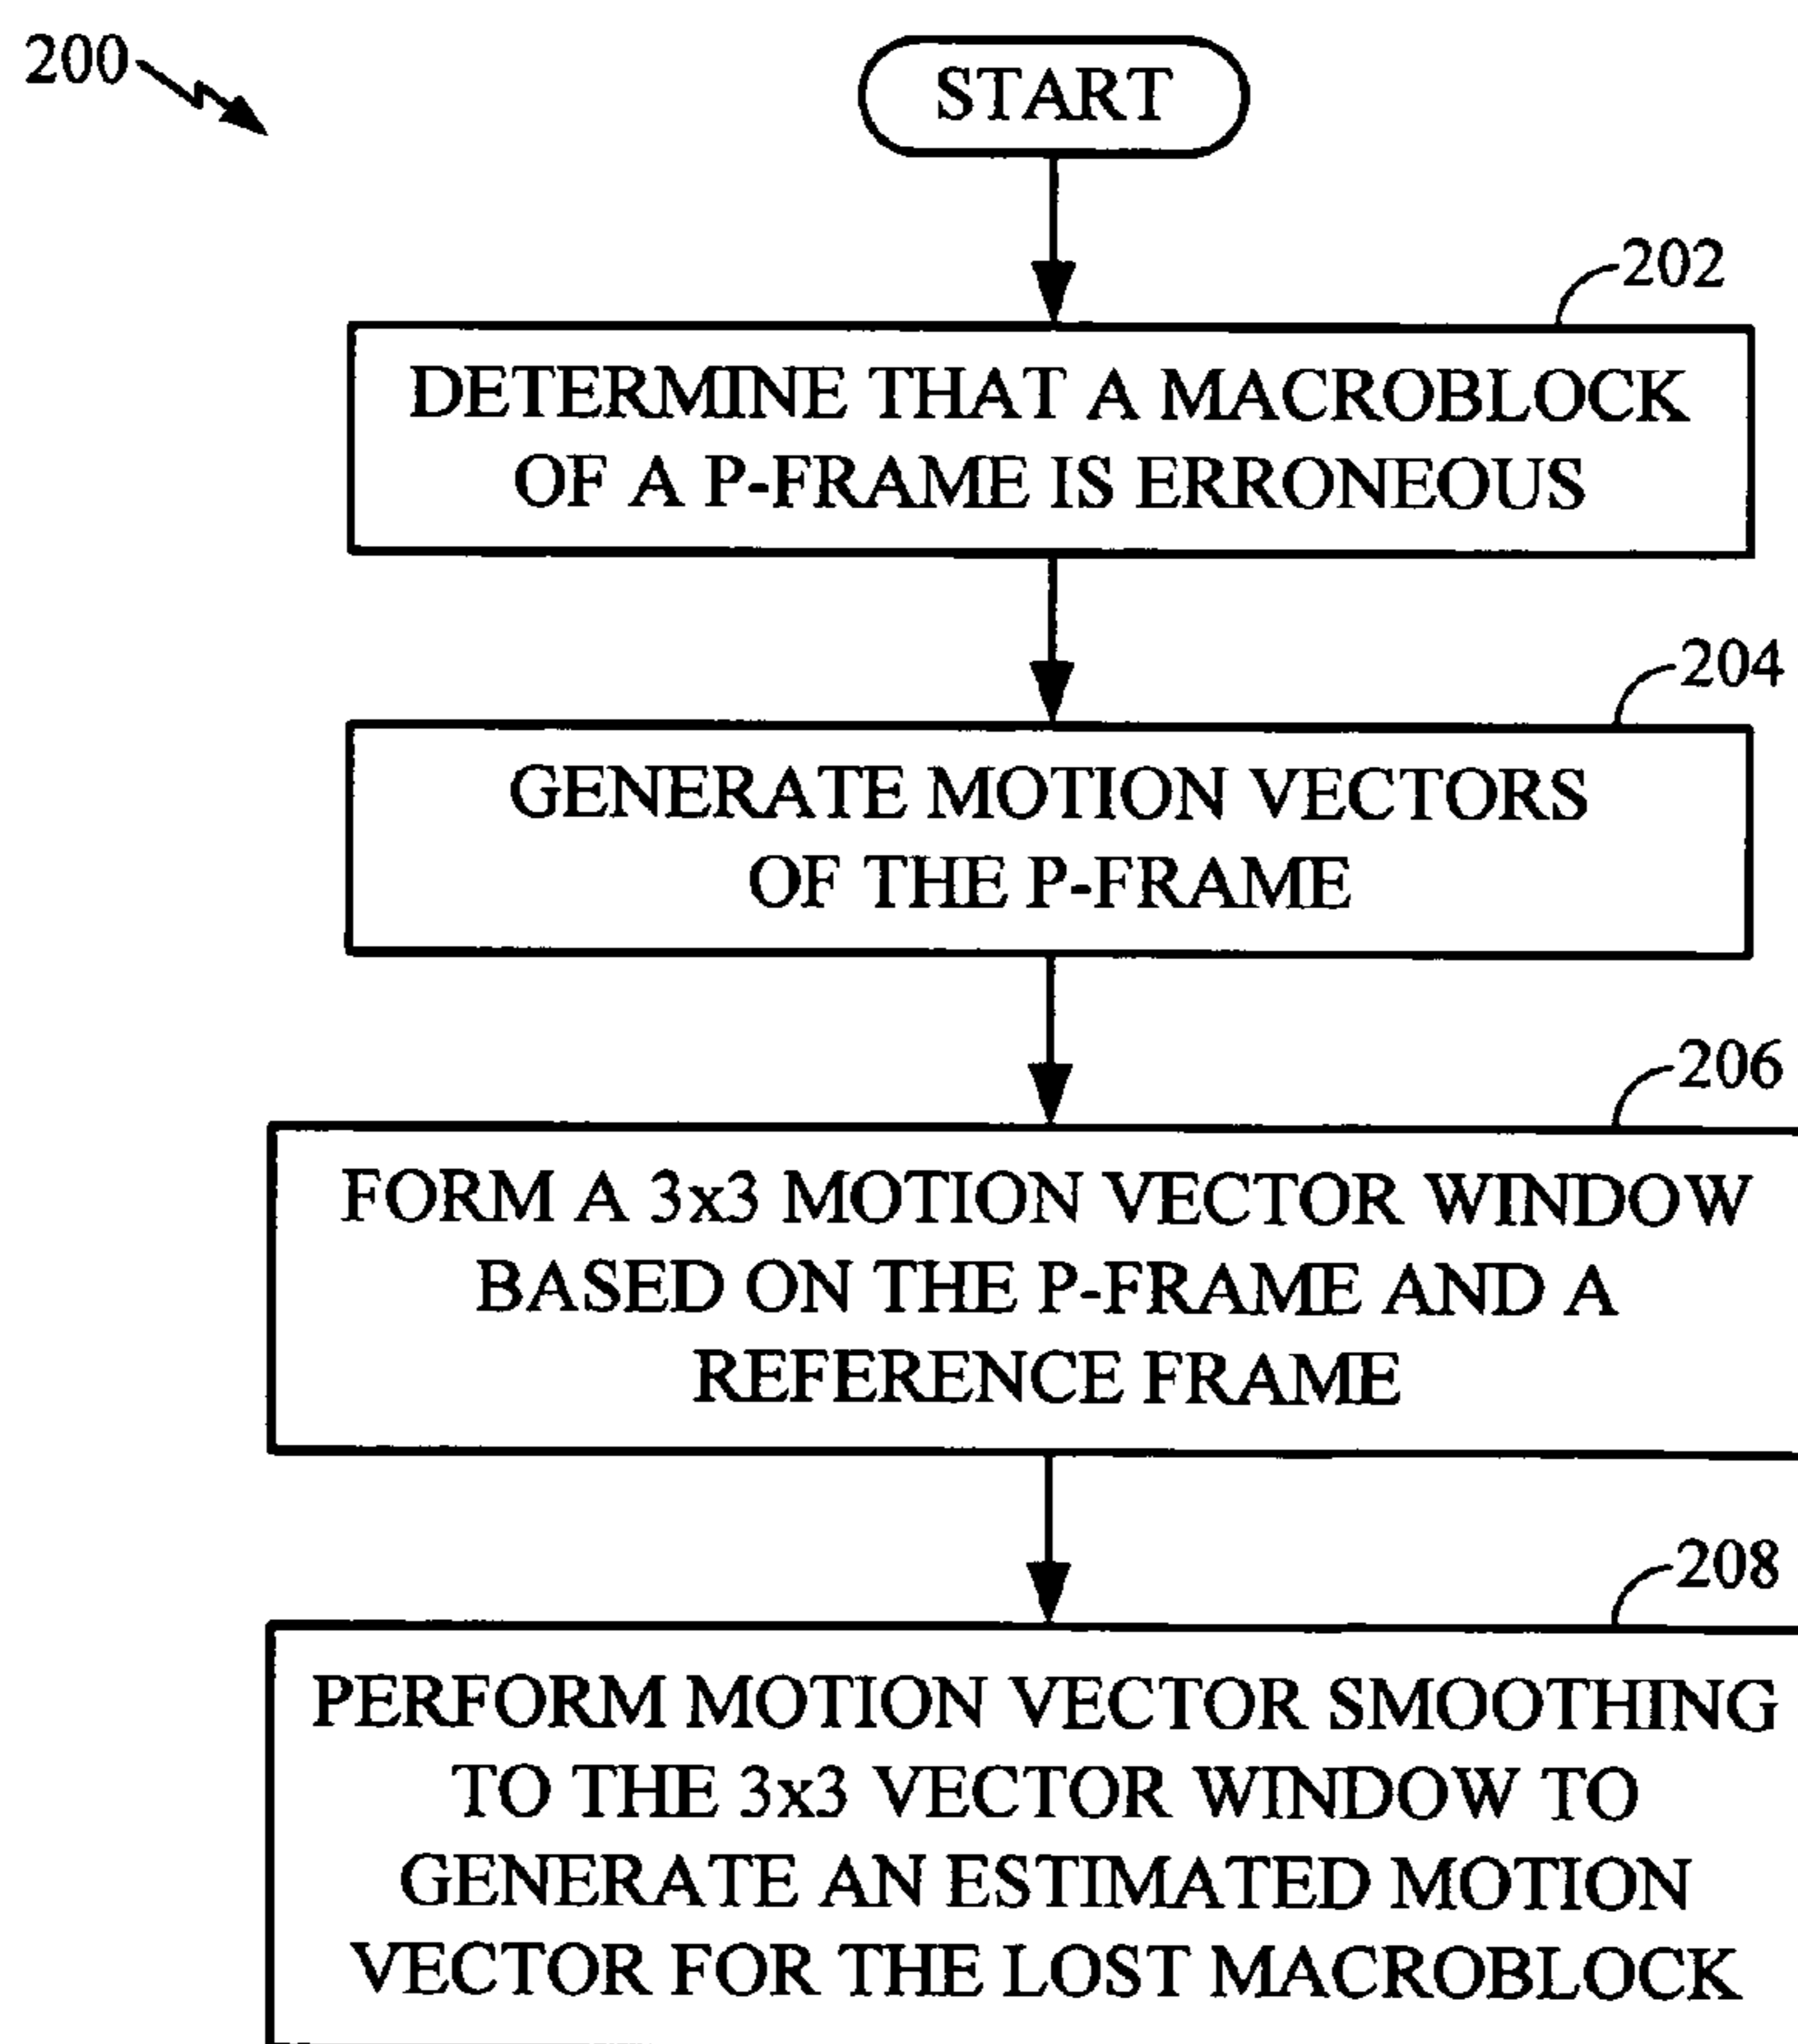 200
START
202
DETERMINE THAT A MACROBLOCK
OF A P-FRAME IS ERRONEOUS
204
GENERATE MOTION VECTORS
OF THE P-FRAME
206
FORM A 3x3 MOTION VECTOR WINDOW
BASED ON THE P-FRAME AND A
REFERENCE FRAME
208
PERFORM MOTION VECTOR SMOOTHING
TO THE 3x3 VECTOR WINDOW TO
GENERATE AN ESTIMATED MOTION
VECTOR FOR THE LOST MACROBLOCK